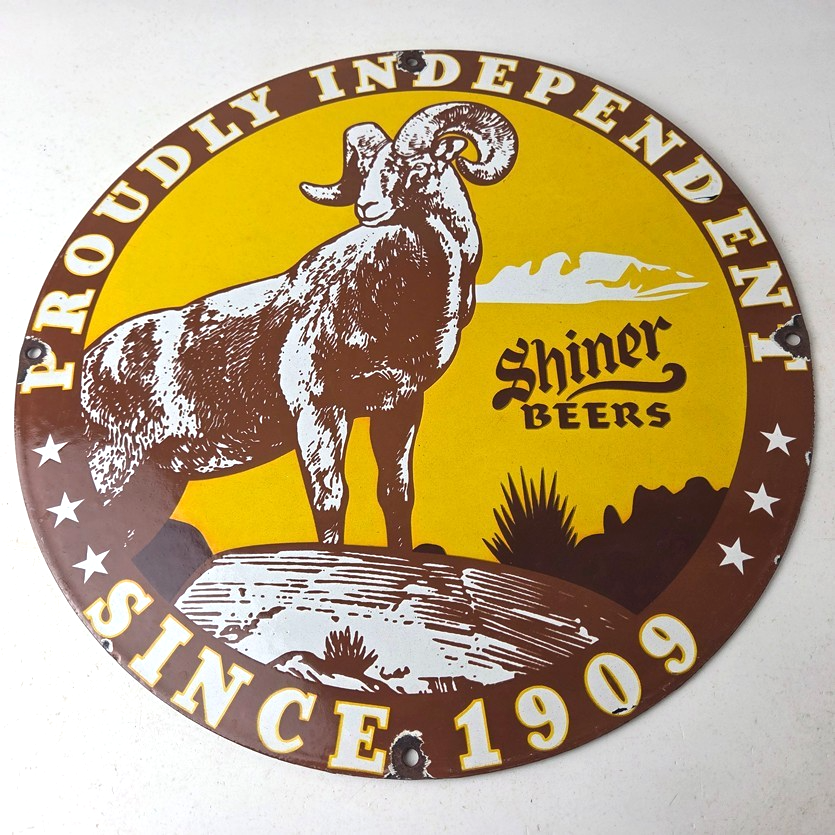 PROUDLY INDEPENDENT
Shiner
BEERS
SINCE 1909